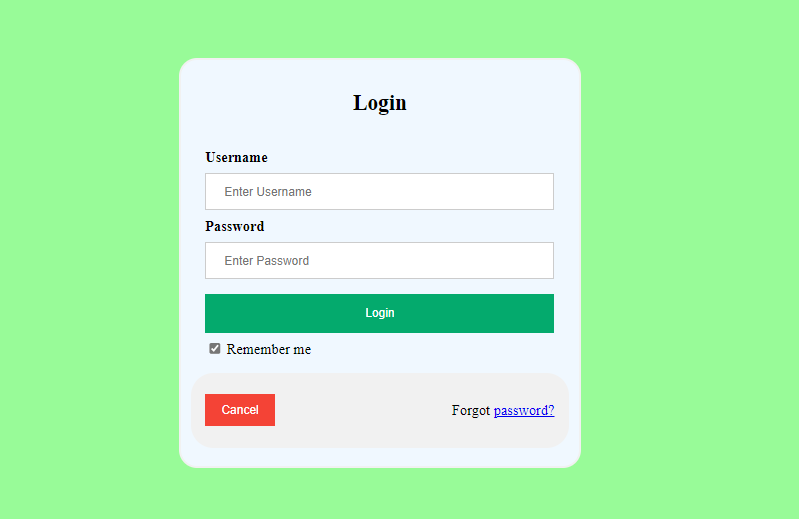 Login
Username
Enter Username
Password
Enter Password
Login
Remember me
Cancel
Forgot password?